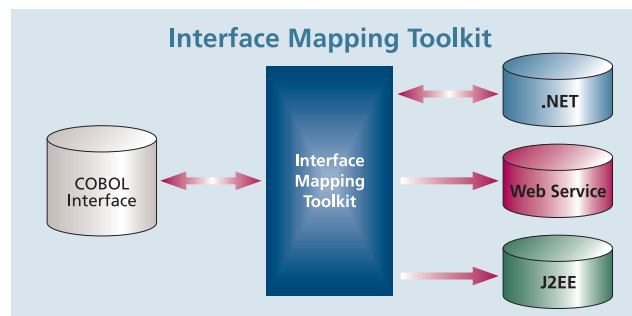 Interface Mapping Toolkit
COBOL
Interface
Interface
Mapping
Toolkit
.NET
Web Service
J2EE